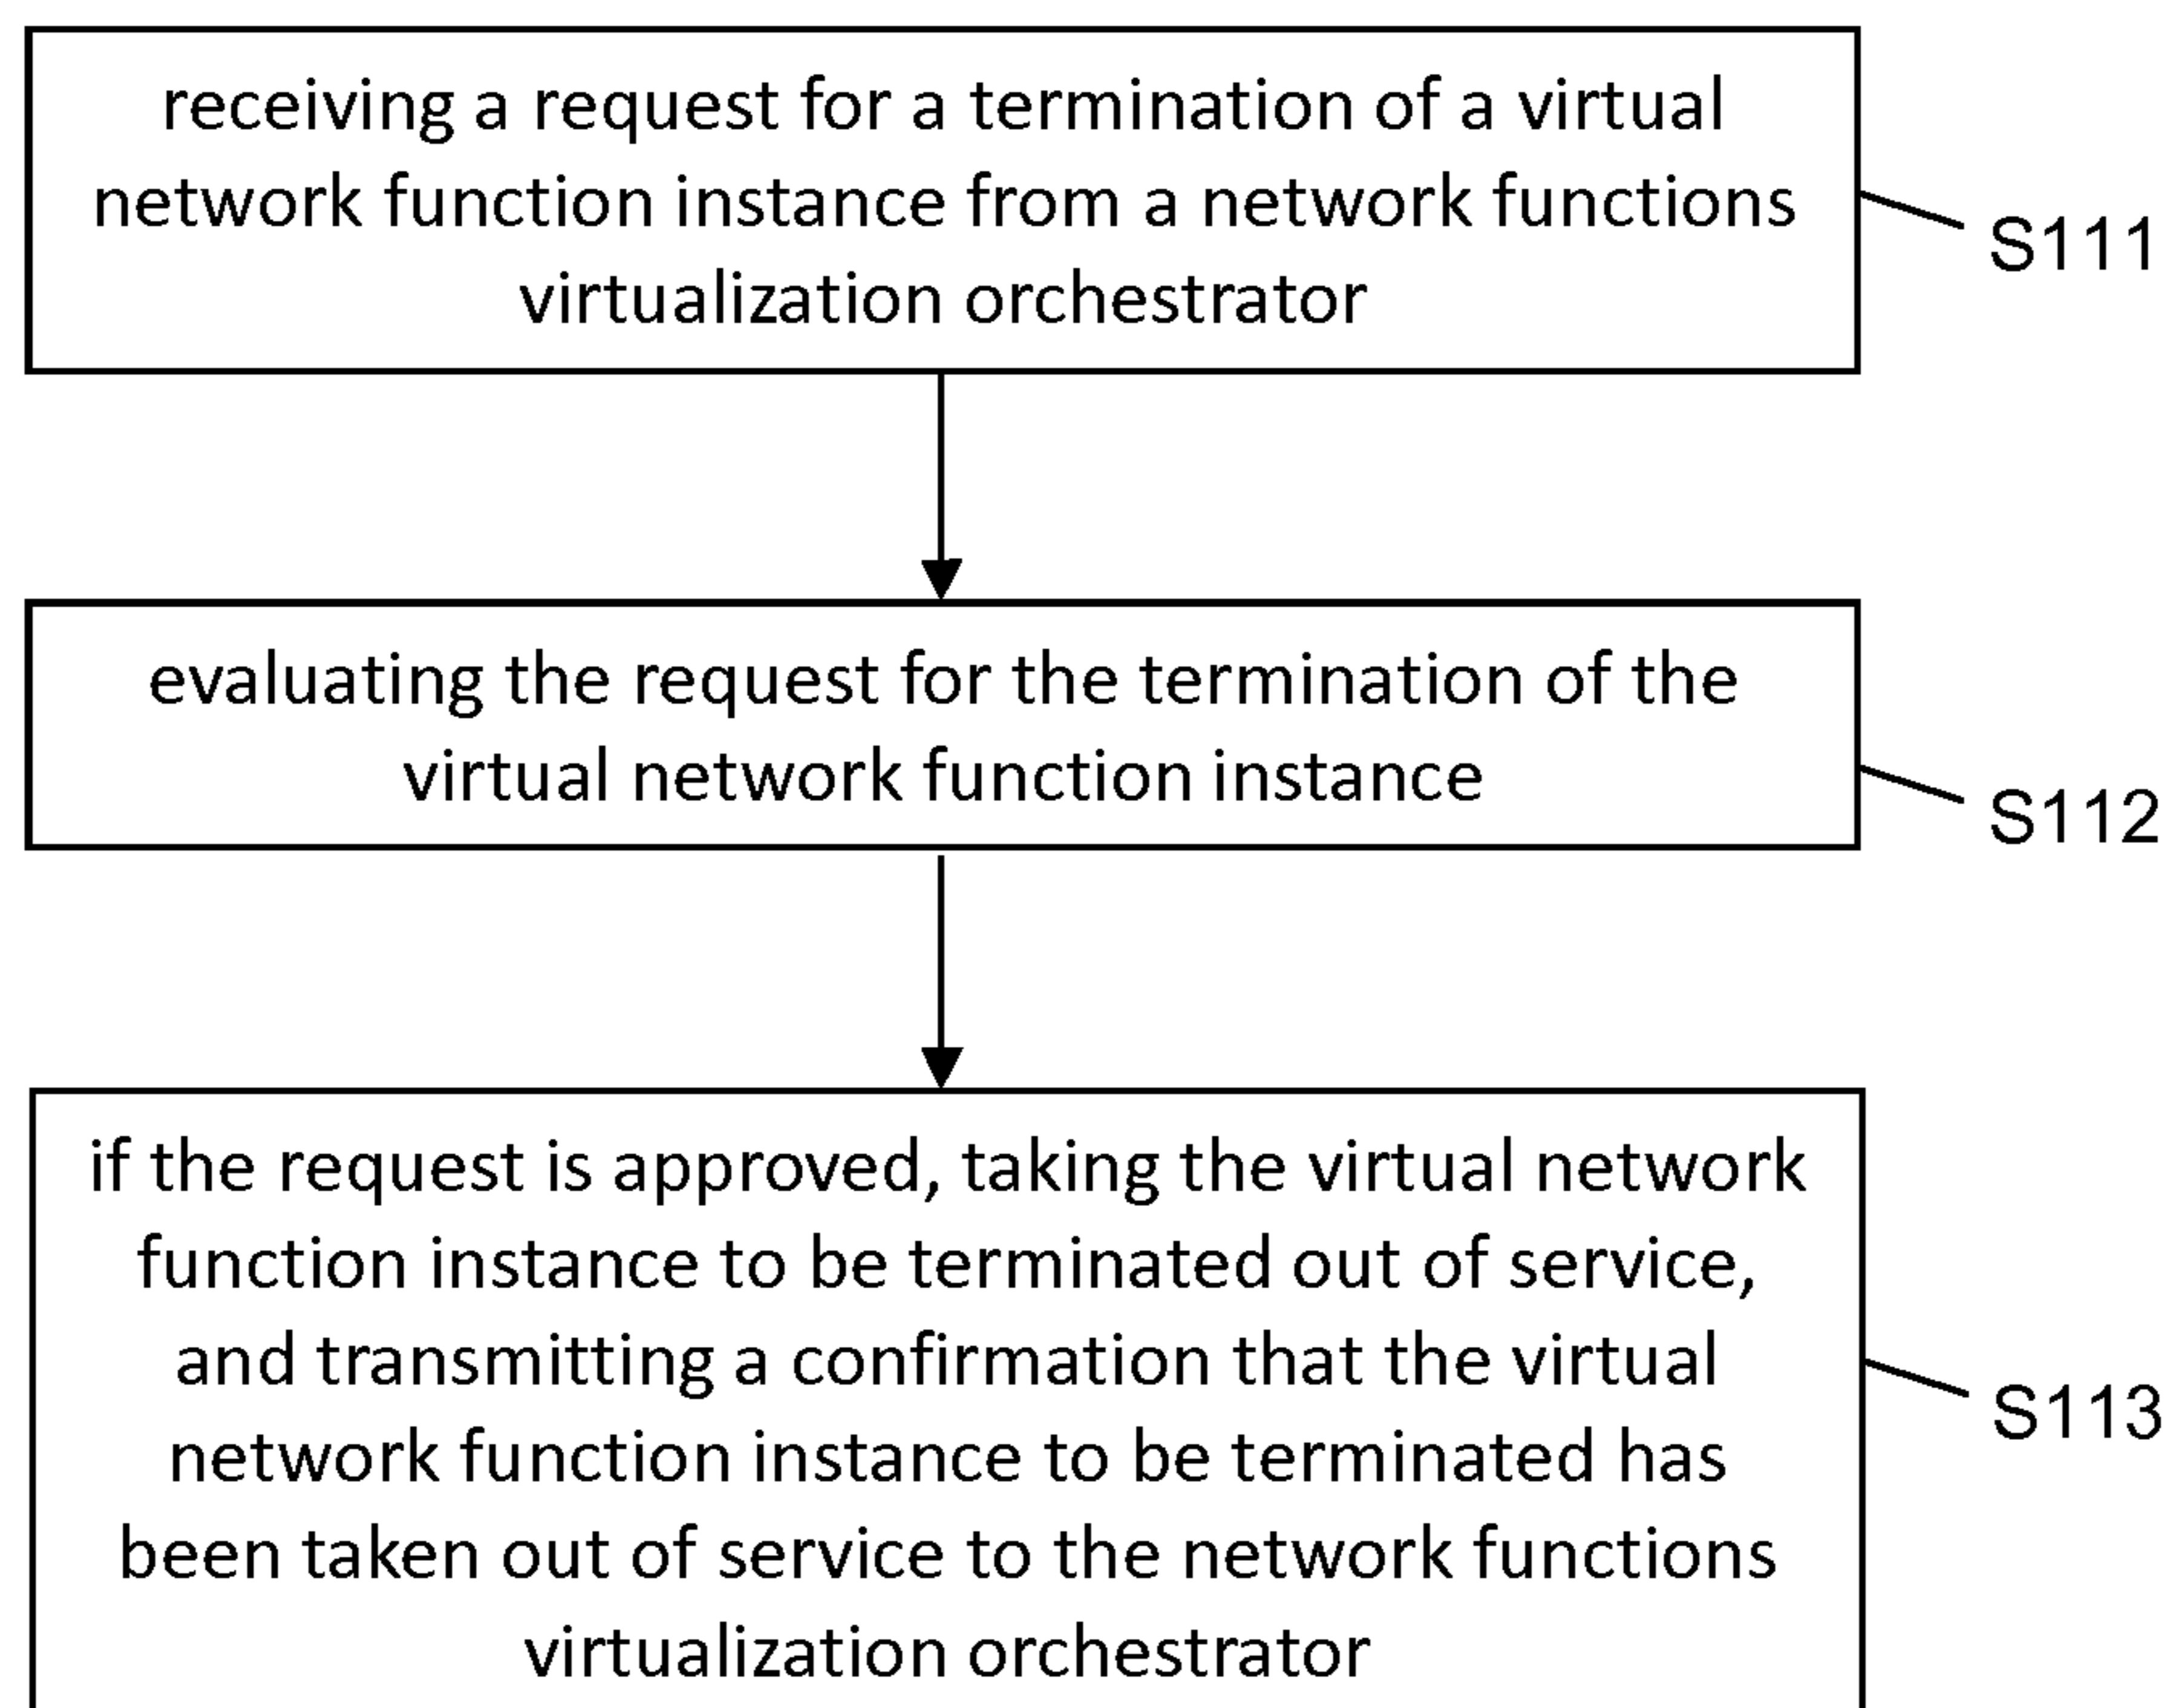 receiving a request for a termination of a virtual
network function instance from a network functions
virtualization orchestrator
S111
evaluating the request for the termination of the
virtual network function instance
S112
if the request is approved, taking the virtual network
function instance to be terminated out of service,
and transmitting a confirmation that the virtual
network function instance to be terminated has
been taken out of service to the network functions
virtualization orchestrator
S113